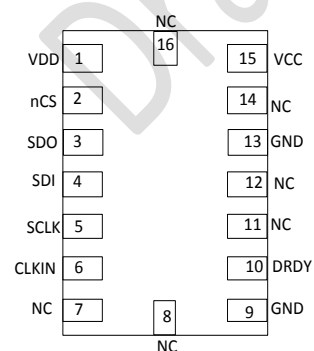 NC
16
VDD 1 15 VCC
nCS 2 14 NC
SDO 3 13 GND
SDI 4 12 NC
SCLK 5 11 NC
CLKIN 6 10 DRDY
NC 7 8 9 GND
NC